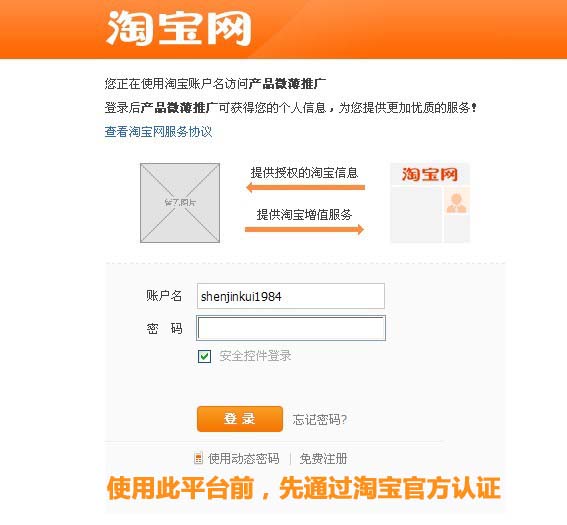 淘宝网
您正在使用淘宝账户名访问产品微薄推广
登录后产品微薄推广可获得您的个人信息，为您提供更加优质的服务！
查看淘宝网服务协议
提供授权的淘宝信息
淘宝网
暂无图片
提供淘宝增值服务
账户名 shenjinkui1984
密 码
安全控件登录
登 录 忘记密码?
使用动态密码 | 免费注册
使用此平台前，先通过淘宝官方认证